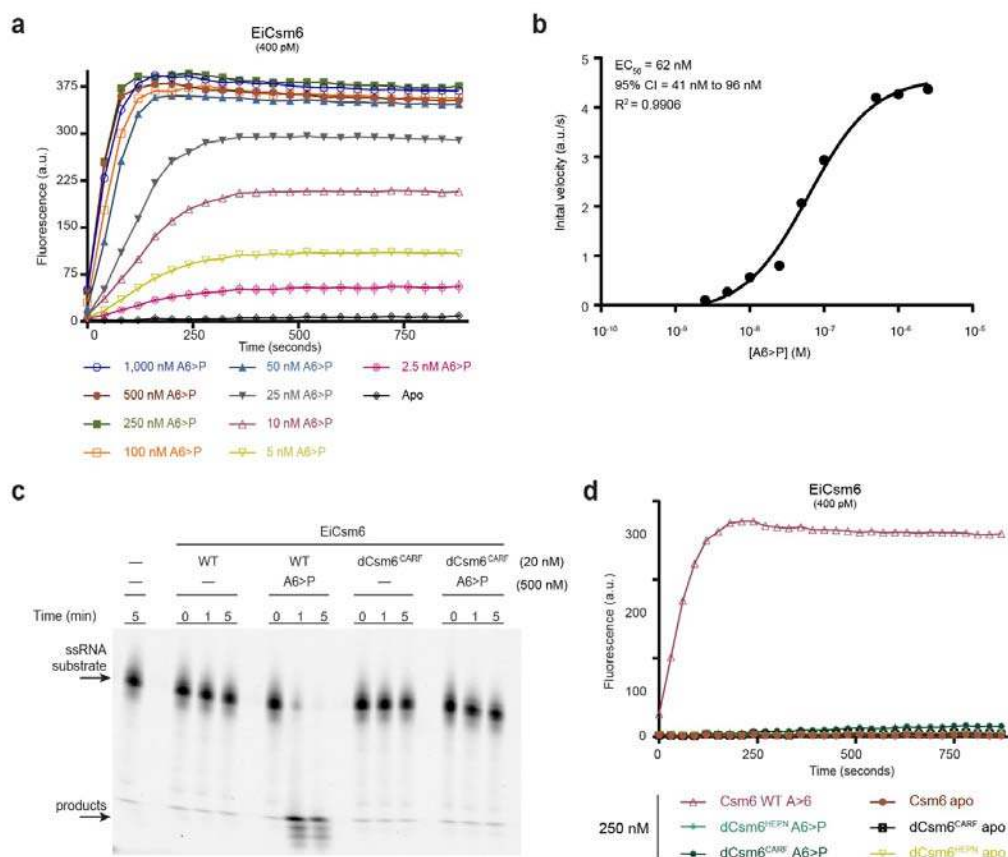 a
EiCsm6
(400 pM)
375
300
225
150
75
0
Fluorescence (a.u.)
0 250 500 750
Time (seconds)
1,000 nM A6>P 50 nM A6>P 2.5 nM A6>P
500 nM A6>P 25 nM A6>P Apo
250 nM A6>P 10 nM A6>P
100 nM A6>P 5 nM A6>P
b
EC50 = 62 nM
95% CI = 41 nM to 96 nM
R2 = 0.9906
5
4
3
2
1
0
Inital velocity (a.u./s)
10-10 10-9 10-8 10-7 10-6 10-5
[A6>P] (M)
c
EiCsm6
— WT WT dCsm6CARF dCsm6CARF (20 nM)
— — A6>P — A6>P (500 nM)
Time (min) 5 0 1 5 0 1 5 0 1 5 0 1 5
ssRNA
substrate
products
d
EiCsm6
(400 pM)
300
200
100
0
Fluorescence (a.u.)
0 250 500 750
Time (seconds)
250 nM
Csm6 WT A>6 Csm6 apo
dCsm6HEPN A6>P dCsm6CARF apo
dCsm6CARF A6>P dCsm6HEPN apo